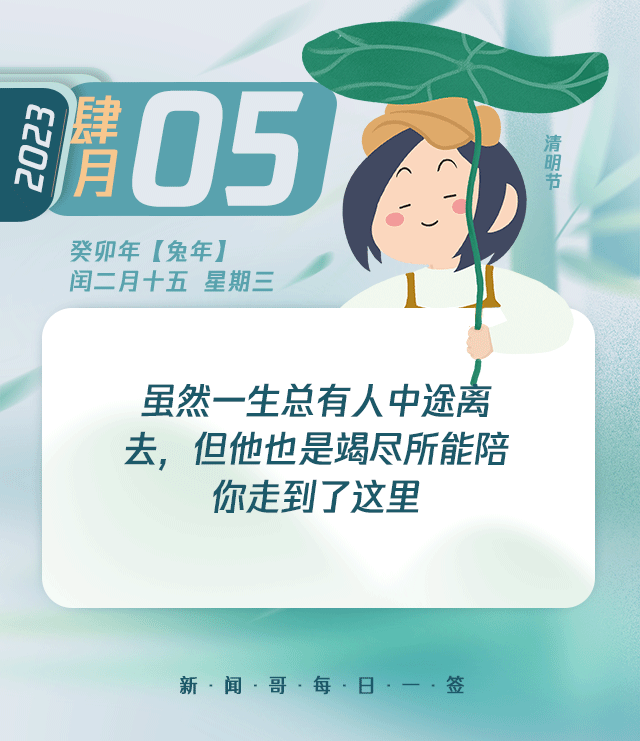 2023
肆月
05
清明节
癸卯年【兔年】
闰二月十五 星期三
虽然一生总有人中途离
去，但他也是竭尽所能陪
你走到了这里
新·闻·哥·每·日·一·签